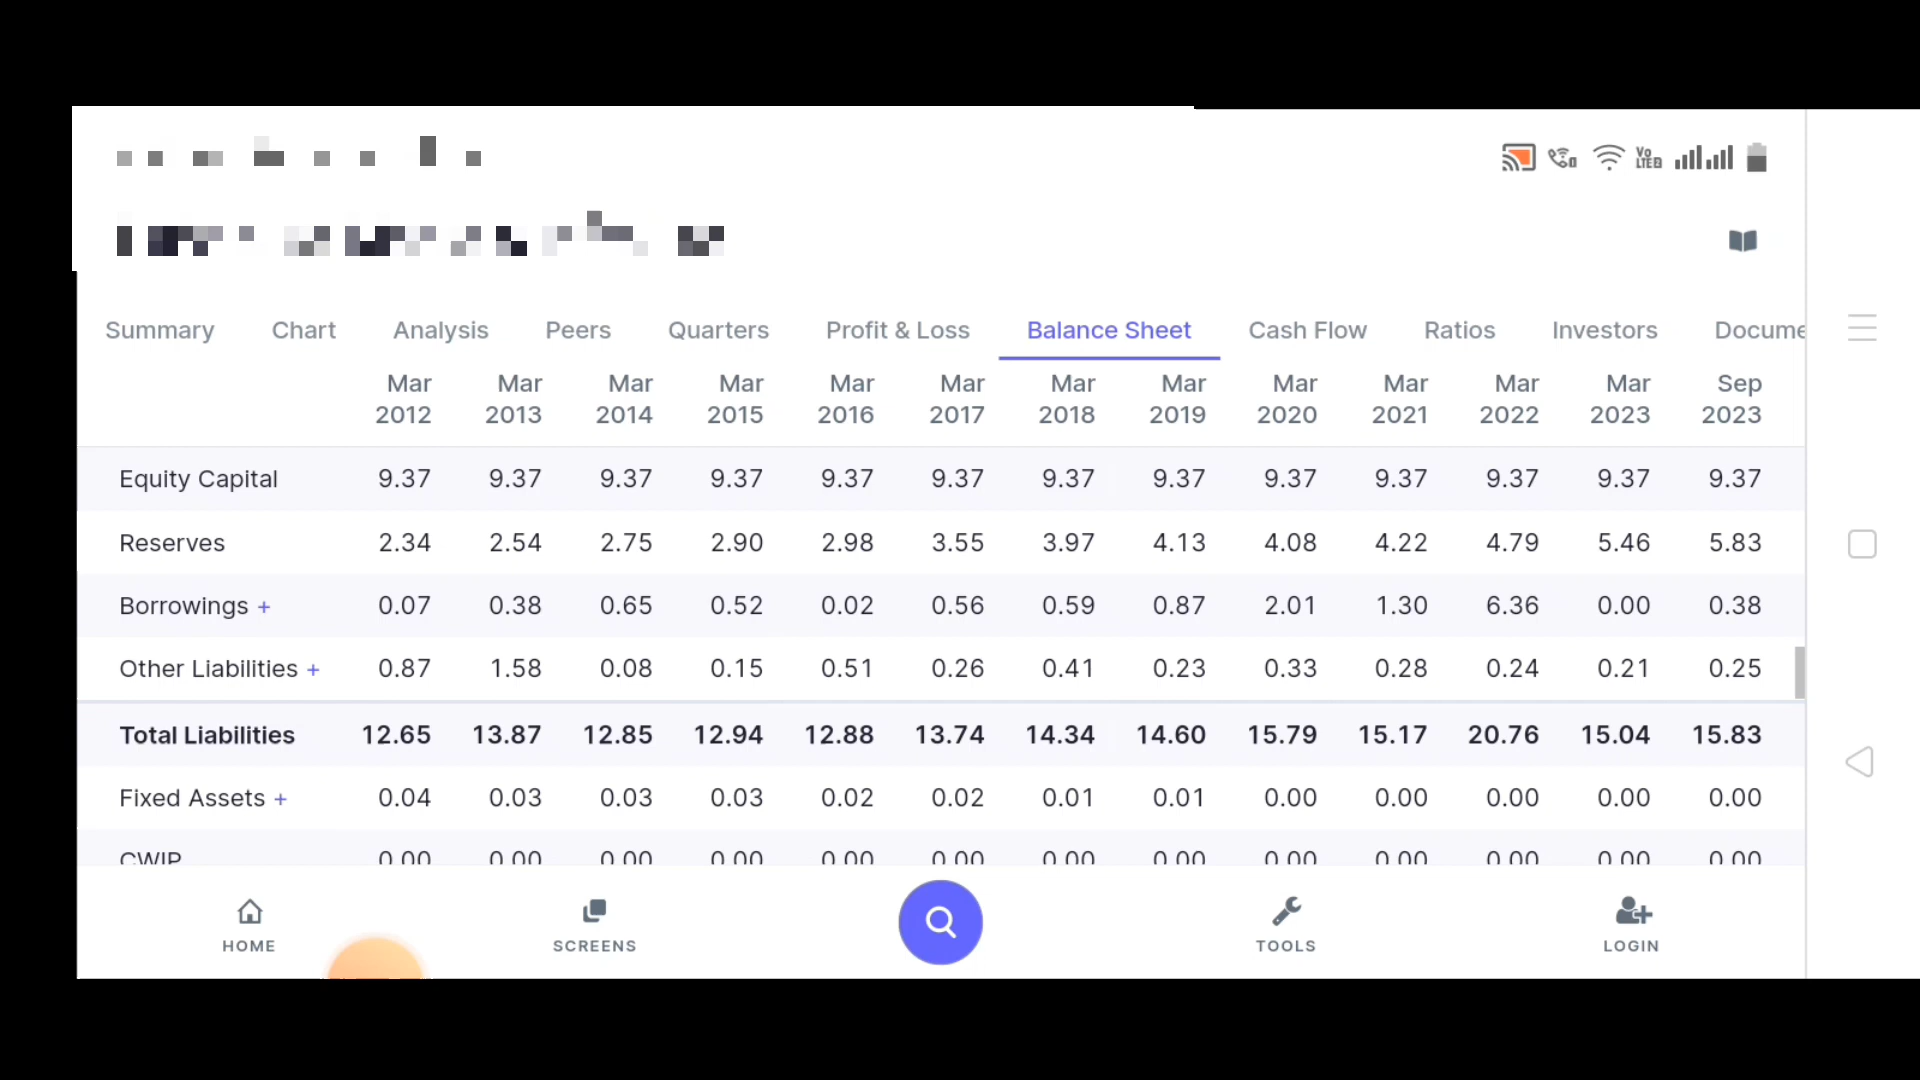 Vo
LTE2
Summary Chart Analysis Peers Quarters Profit & Loss Balance Sheet Cash Flow Ratios Investors Docume
Mar Mar Mar Mar Mar Mar Mar Mar Mar Mar Mar Mar Sep
2012 2013 2014 2015 2016 2017 2018 2019 2020 2021 2022 2023 2023
Equity Capital 9.37 9.37 9.37 9.37 9.37 9.37 9.37 9.37 9.37 9.37 9.37 9.37 9.37
Reserves 2.34 2.54 2.75 2.90 2.98 3.55 3.97 4.13 4.08 4.22 4.79 5.46 5.83
Borrowings + 0.07 0.38 0.65 0.52 0.02 0.56 0.59 0.87 2.01 1.30 6.36 0.00 0.38
Other Liabilities + 0.87 1.58 0.08 0.15 0.51 0.26 0.41 0.23 0.33 0.28 0.24 0.21 0.25
Total Liabilities 12.65 13.87 12.85 12.94 12.88 13.74 14.34 14.60 15.79 15.17 20.76 15.04 15.83
Fixed Assets + 0.04 0.03 0.03 0.03 0.02 0.02 0.01 0.01 0.00 0.00 0.00 0.00 0.00
CWIP 0.00 0.00 0.00 0.00 0.00 0.00 0.00 0.00 0.00 0.00 0.00 0.00 0.00
HOME SCREENS TOOLS LOGIN